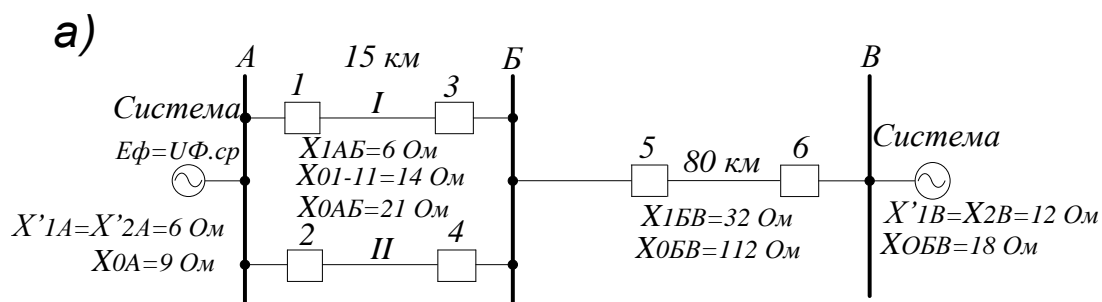 а)
А
15 км
Б
В
1
3
I
Система
Система
Eф=UФ.ср
X1АБ=6 Ом
X01-11=14 Ом
X0АБ=21 Ом
5
80 км
6
X'1А=X'2А=6 Ом
X0А=9 Ом
X1БВ=32 Ом
X0БВ=112 Ом
X'1В=X2В=12 Ом
XОБВ=18 Ом
2
4
II